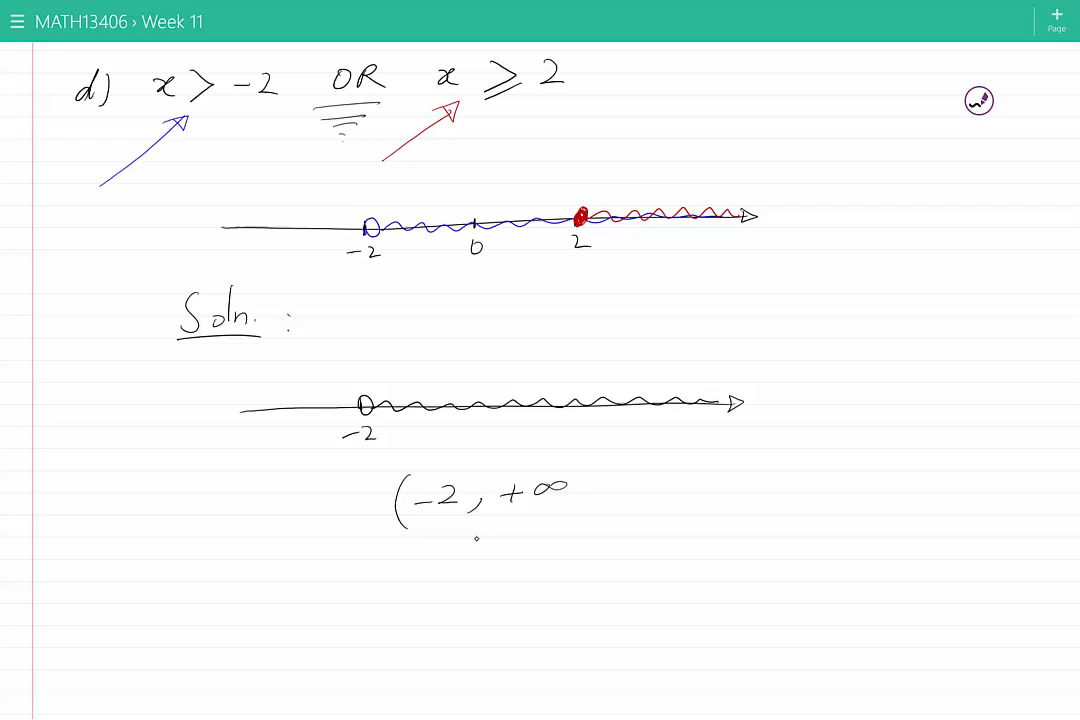 MATH13406 › Week 11
Page
d) x > -2 OR x ⩾ 2
-2 0 2
Soln. :
-2
(-2, +∞